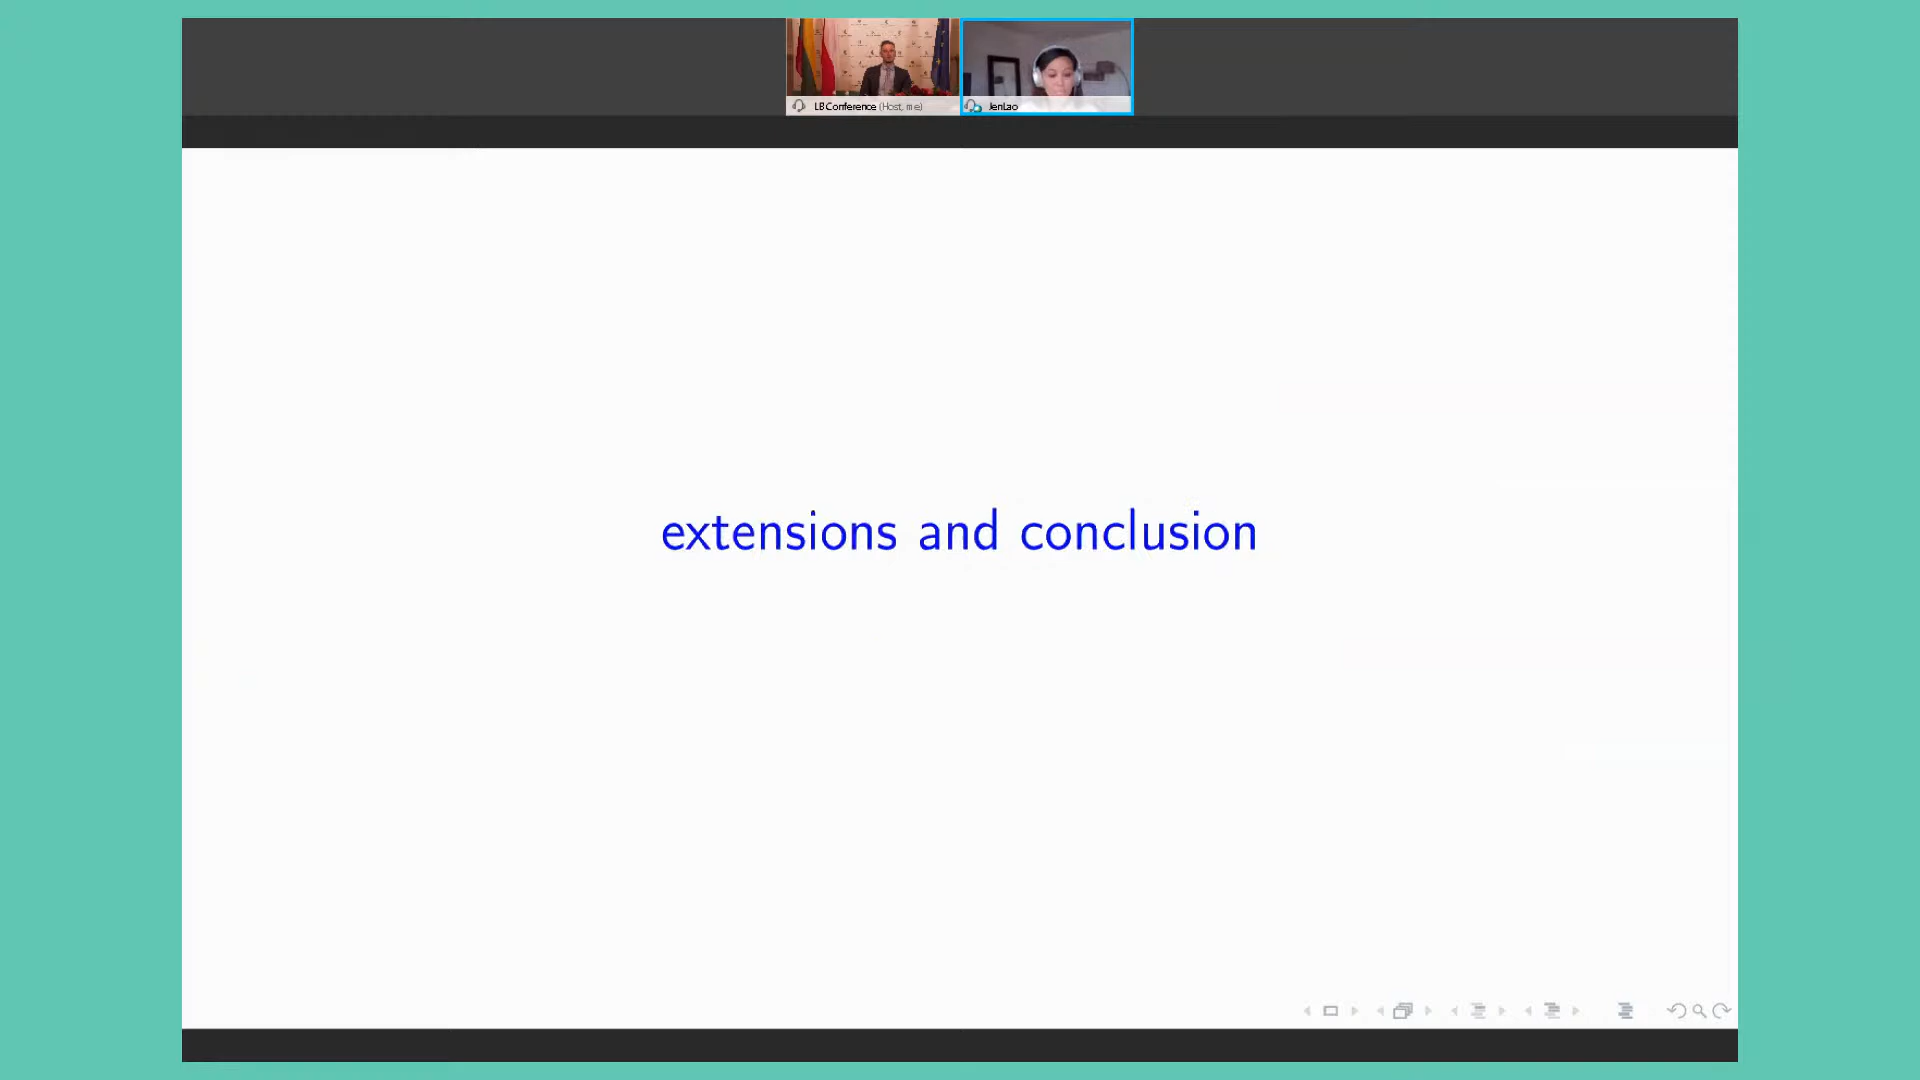 LB Conference (Host, me)
JenLao
extensions and conclusion